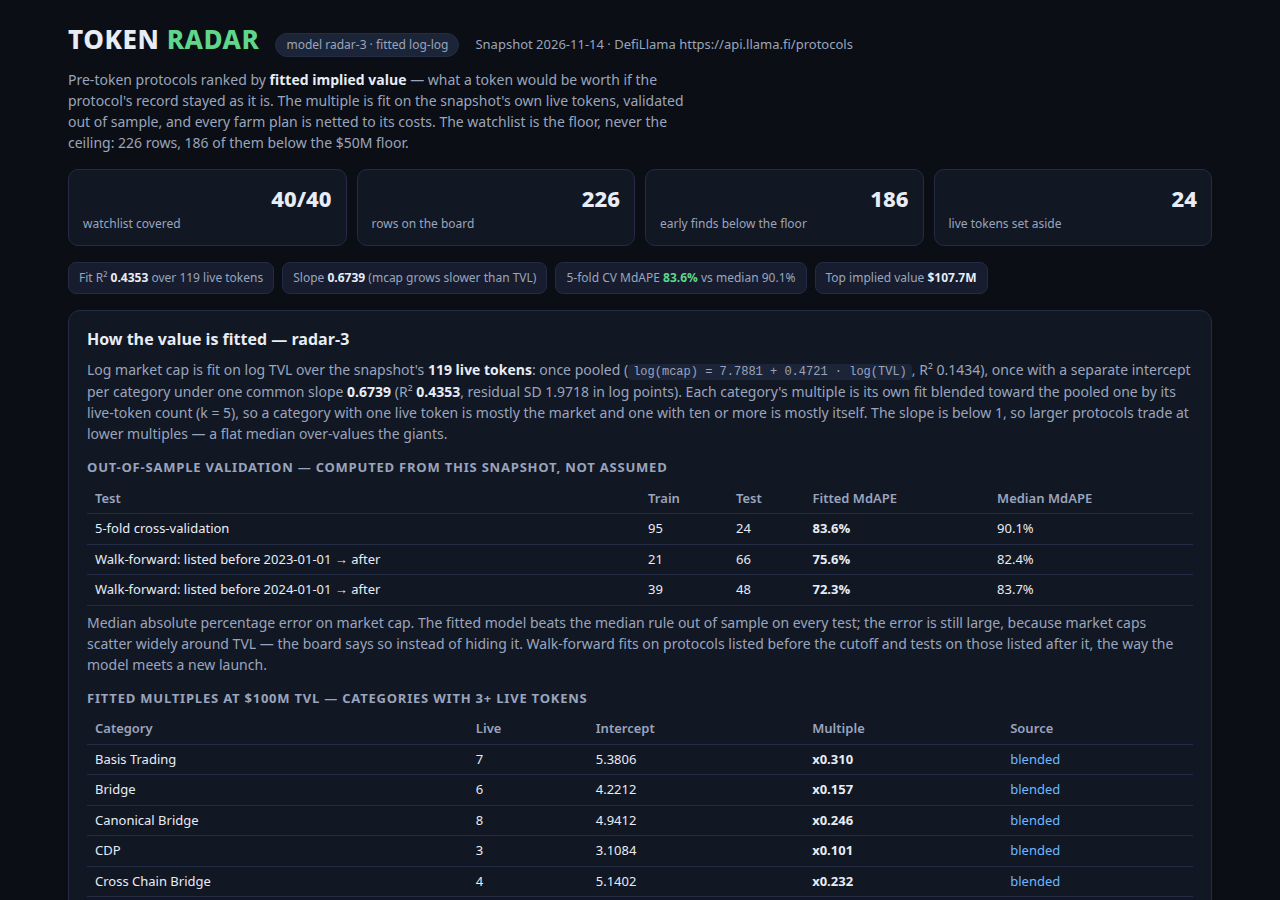 TOKEN RADAR model radar-3 · fitted log-log Snapshot 2026-11-14 · DefiLlama https://api.llama.fi/protocols
Pre-token protocols ranked by fitted implied value — what a token would be worth if the
protocol's record stayed as it is. The multiple is fit on the snapshot's own live tokens, validated
out of sample, and every farm plan is netted to its costs. The watchlist is the floor, never the
ceiling: 226 rows, 186 of them below the $50M floor.
40/40
watchlist covered
226
rows on the board
186
early finds below the floor
24
live tokens set aside
Fit R² 0.4353 over 119 live tokens
Slope 0.6739 (mcap grows slower than TVL)
5-fold CV MdAPE 83.6% vs median 90.1%
Top implied value $107.7M
How the value is fitted — radar-3
Log market cap is fit on log TVL over the snapshot's 119 live tokens: once pooled ( log(mcap) = 7.7881 + 0.4721 · log(TVL) , R² 0.1434), once with a separate intercept
per category under one common slope 0.6739 (R² 0.4353, residual SD 1.9718 in log points). Each category's multiple is its own fit blended toward the pooled one by its
live-token count (k = 5), so a category with one live token is mostly the market and one with ten or more is mostly itself. The slope is below 1, so larger protocols trade at
lower multiples — a flat median over-values the giants.
OUT-OF-SAMPLE VALIDATION — COMPUTED FROM THIS SNAPSHOT, NOT ASSUMED
Test Train Test Fitted MdAPE Median MdAPE
5-fold cross-validation 95 24 83.6% 90.1%
Walk-forward: listed before 2023-01-01 → after 21 66 75.6% 82.4%
Walk-forward: listed before 2024-01-01 → after 39 48 72.3% 83.7%
Median absolute percentage error on market cap. The fitted model beats the median rule out of sample on every test; the error is still large, because market caps
scatter widely around TVL — the board says so instead of hiding it. Walk-forward fits on protocols listed before the cutoff and tests on those listed after it, the way the
model meets a new launch.
FITTED MULTIPLES AT $100M TVL — CATEGORIES WITH 3+ LIVE TOKENS
Category Live Intercept Multiple Source
Basis Trading 7 5.3806 x0.310 blended
Bridge 6 4.2212 x0.157 blended
Canonical Bridge 8 4.9412 x0.246 blended
CDP 3 3.1084 x0.101 blended
Cross Chain Bridge 4 5.1402 x0.232 blended